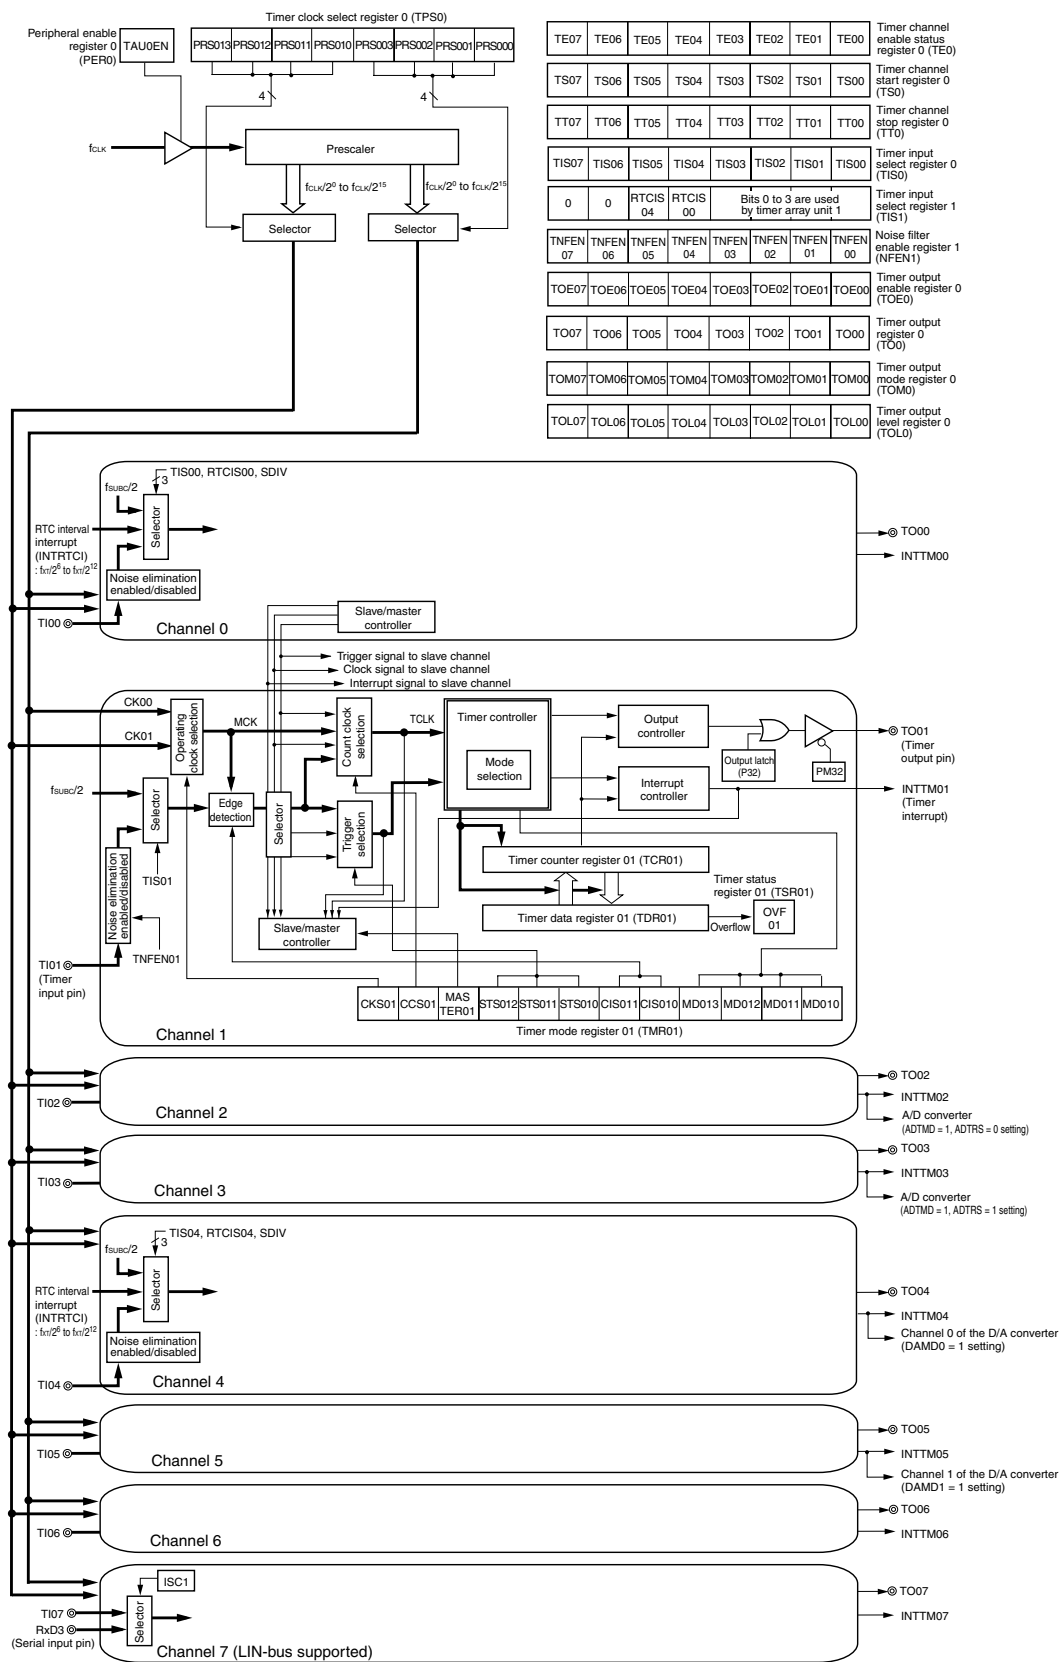 Timer clock select register 0 (TPS0)
Peripheral enable
register 0
(PER0)
TAU0EN
PRS013 PRS012 PRS011 PRS010 PRS003 PRS002 PRS001 PRS000
4
4
fCLK
Prescaler
fCLK/2⁰ to fCLK/2¹⁵
fCLK/2⁰ to fCLK/2¹⁵
Selector
Selector
TE07 TE06 TE05 TE04 TE03 TE02 TE01 TE00
Timer channel
enable status
register 0 (TE0)
TS07 TS06 TS05 TS04 TS03 TS02 TS01 TS00
Timer channel
start register 0
(TS0)
TT07 TT06 TT05 TT04 TT03 TT02 TT01 TT00
Timer channel
stop register 0
(TT0)
TIS07 TIS06 TIS05 TIS04 TIS03 TIS02 TIS01 TIS00
Timer input
select register 0
(TIS0)
0 0 RTCIS RTCIS
04 00
Bits 0 to 3 are used
by timer array unit 1
Timer input
select register 1
(TIS1)
TNFEN TNFEN TNFEN TNFEN TNFEN TNFEN TNFEN TNFEN
07 06 05 04 03 02 01 00
Noise filter
enable register 1
(NFEN1)
TOE07 TOE06 TOE05 TOE04 TOE03 TOE02 TOE01 TOE00
Timer output
enable register 0
(TOE0)
TO07 TO06 TO05 TO04 TO03 TO02 TO01 TO00
Timer output
register 0
(TO0)
TOM07 TOM06 TOM05 TOM04 TOM03 TOM02 TOM01 TOM00
Timer output
mode register 0
(TOM0)
TOL07 TOL06 TOL05 TOL04 TOL03 TOL02 TOL01 TOL00
Timer output
level register 0
(TOL0)
TIS00, RTCIS00, SDIV
3
fSUBC/2
Selector
RTC interval
interrupt
(INTRTCI)
: fXT/2⁶ to fXT/2¹²
Noise elimination
enabled/disabled
TI00
Channel 0
TO00
INTTM00
Slave/master
controller
Trigger signal to slave channel
Clock signal to slave channel
Interrupt signal to slave channel
CK00
CK01
Operating
clock selection
MCK
Count clock
selection
TCLK
Timer controller
Mode
selection
Output
controller
Output latch
(P32)
PM32
TO01
(Timer
output pin)
Interrupt
controller
INTTM01
(Timer
interrupt)
fSUBC/2
Selector
Edge
detection
Selector
Trigger
selection
TIS01
Noise elimination
enabled/disabled
TNFEN01
TI01
(Timer
input pin)
Timer counter register 01 (TCR01)
Timer status
register 01 (TSR01)
Timer data register 01 (TDR01)
Overflow
OVF
01
Slave/master
controller
CKS01 CCS01 MAS
TER01 STS012 STS011 STS010 CIS011 CIS010 MD013 MD012 MD011 MD010
Timer mode register 01 (TMR01)
Channel 1
TI02
Channel 2
TO02
INTTM02
A/D converter
(ADTMD = 1, ADTRS = 0 setting)
TI03
Channel 3
TO03
INTTM03
A/D converter
(ADTMD = 1, ADTRS = 1 setting)
TIS04, RTCIS04, SDIV
3
fSUBC/2
Selector
RTC interval
interrupt
(INTRTCI)
: fXT/2⁶ to fXT/2¹²
Noise elimination
enabled/disabled
TI04
Channel 4
TO04
INTTM04
Channel 0 of the D/A converter
(DAMD0 = 1 setting)
TI05
Channel 5
TO05
INTTM05
Channel 1 of the D/A converter
(DAMD1 = 1 setting)
TI06
Channel 6
TO06
INTTM06
ISC1
Selector
TI07
RxD3
(Serial input pin)
Channel 7 (LIN-bus supported)
TO07
INTTM07